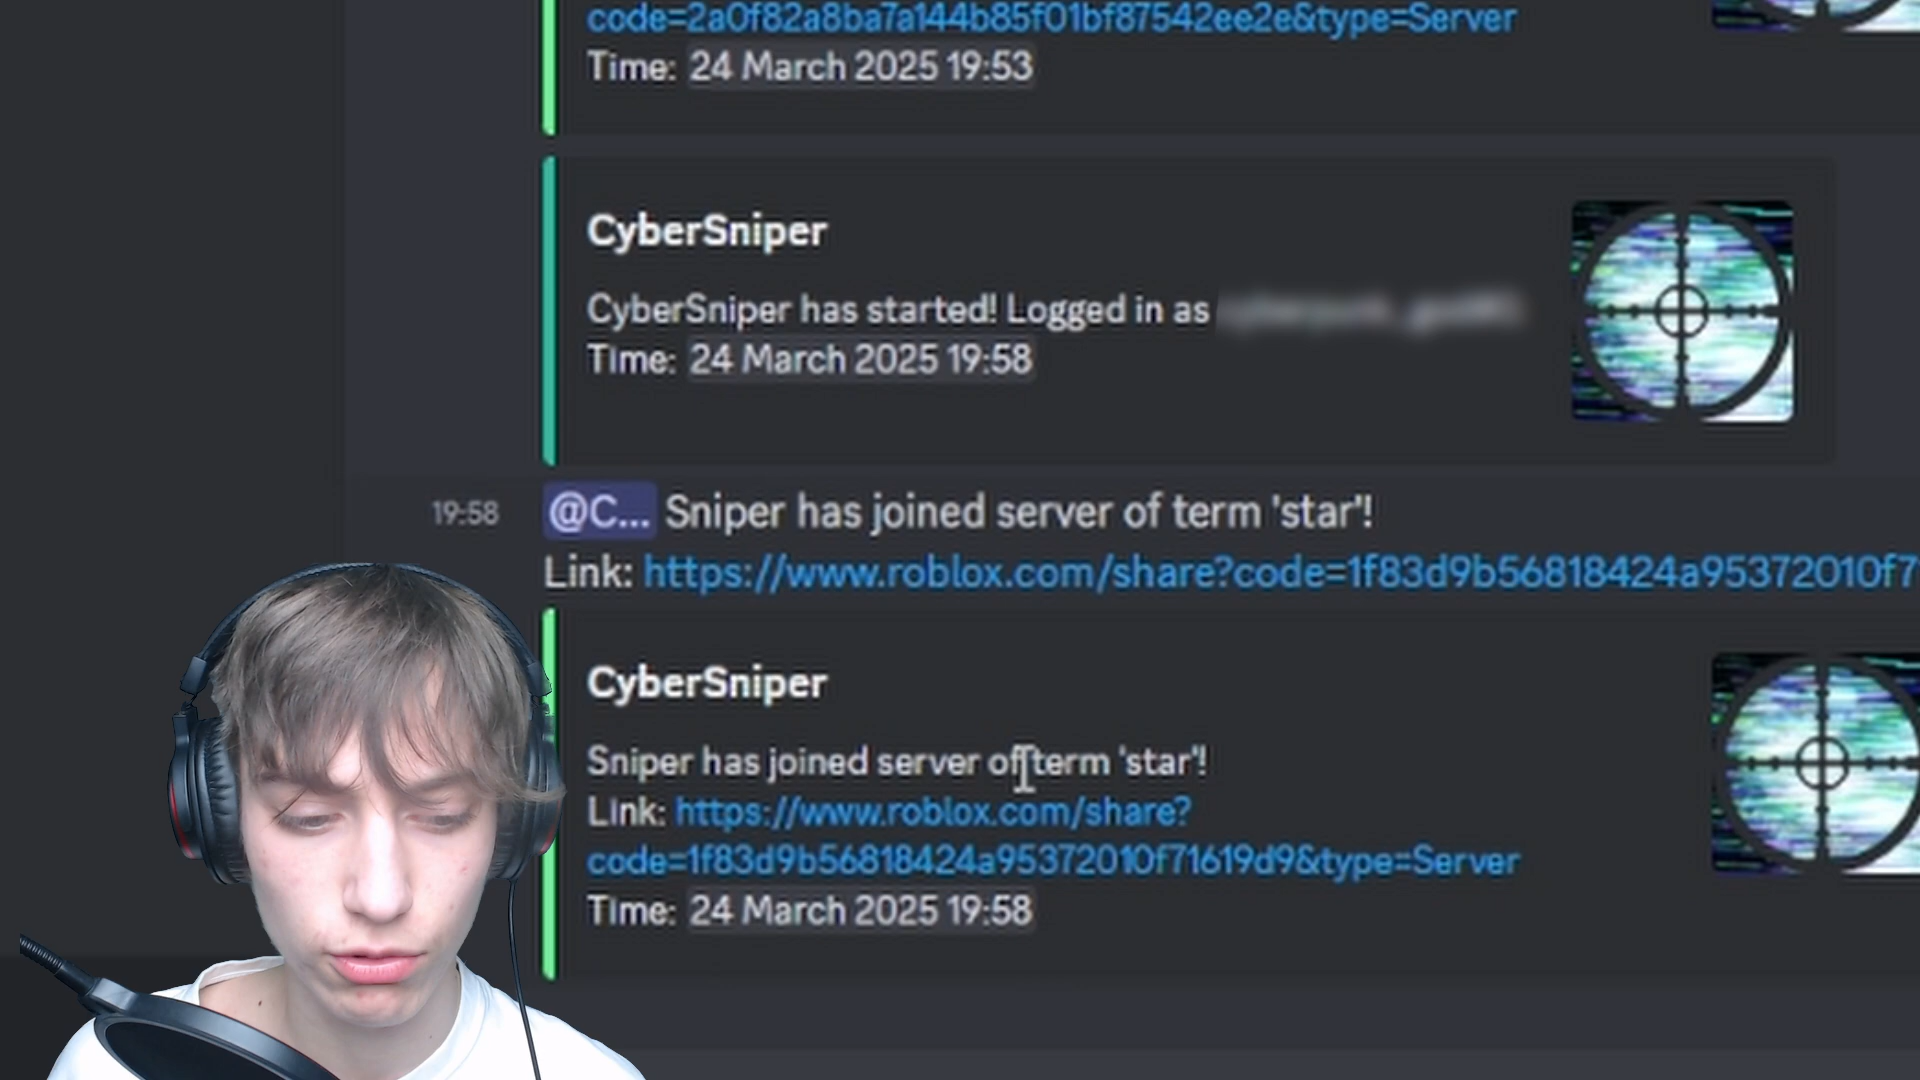 code=2a0f82a8ba7a144b85f01bf87542ee2e&type=Server
Time: 24 March 2025 19:53
CyberSniper
CyberSniper has started! Logged in as
Time: 24 March 2025 19:58
19:58 @C... Sniper has joined server of term 'star'!
Link: https://www.roblox.com/share?code=1f83d9b56818424a95372010f7
CyberSniper
Sniper has joined server of term 'star'!
Link: https://www.roblox.com/share?
code=1f83d9b56818424a95372010f71619d9&type=Server
Time: 24 March 2025 19:58